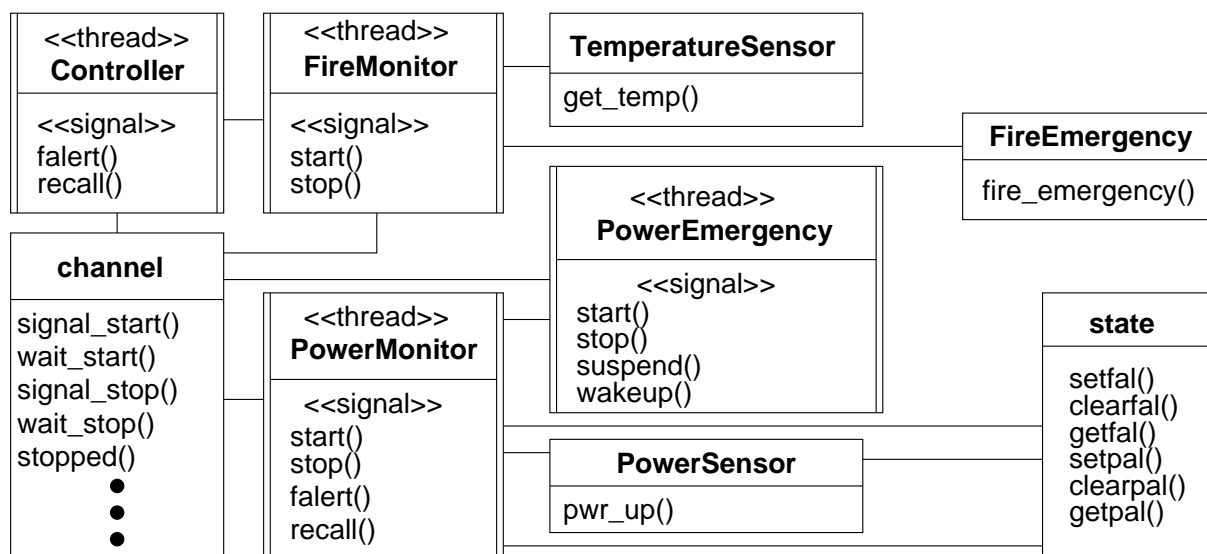 <<thread>>
Controller
<<signal>>
falert()
recall()
<<thread>>
FireMonitor
<<signal>>
start()
stop()
TemperatureSensor
get_temp()
FireEmergency
fire_emergency()
channel
signal_start()
wait_start()
signal_stop()
wait_stop()
stopped()
<<thread>>
PowerMonitor
<<signal>>
start()
stop()
falert()
recall()
<<thread>>
PowerEmergency
<<signal>>
start()
stop()
suspend()
wakeup()
PowerSensor
pwr_up()
state
setfal()
clearfal()
getfal()
setpal()
clearpal()
getpal()